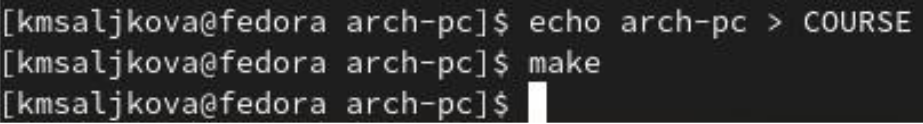 [kmsaljkova@fedora arch-pc]$ echo arch-pc > COURSE
[kmsaljkova@fedora arch-pc]$ make
[kmsaljkova@fedora arch-pc]$